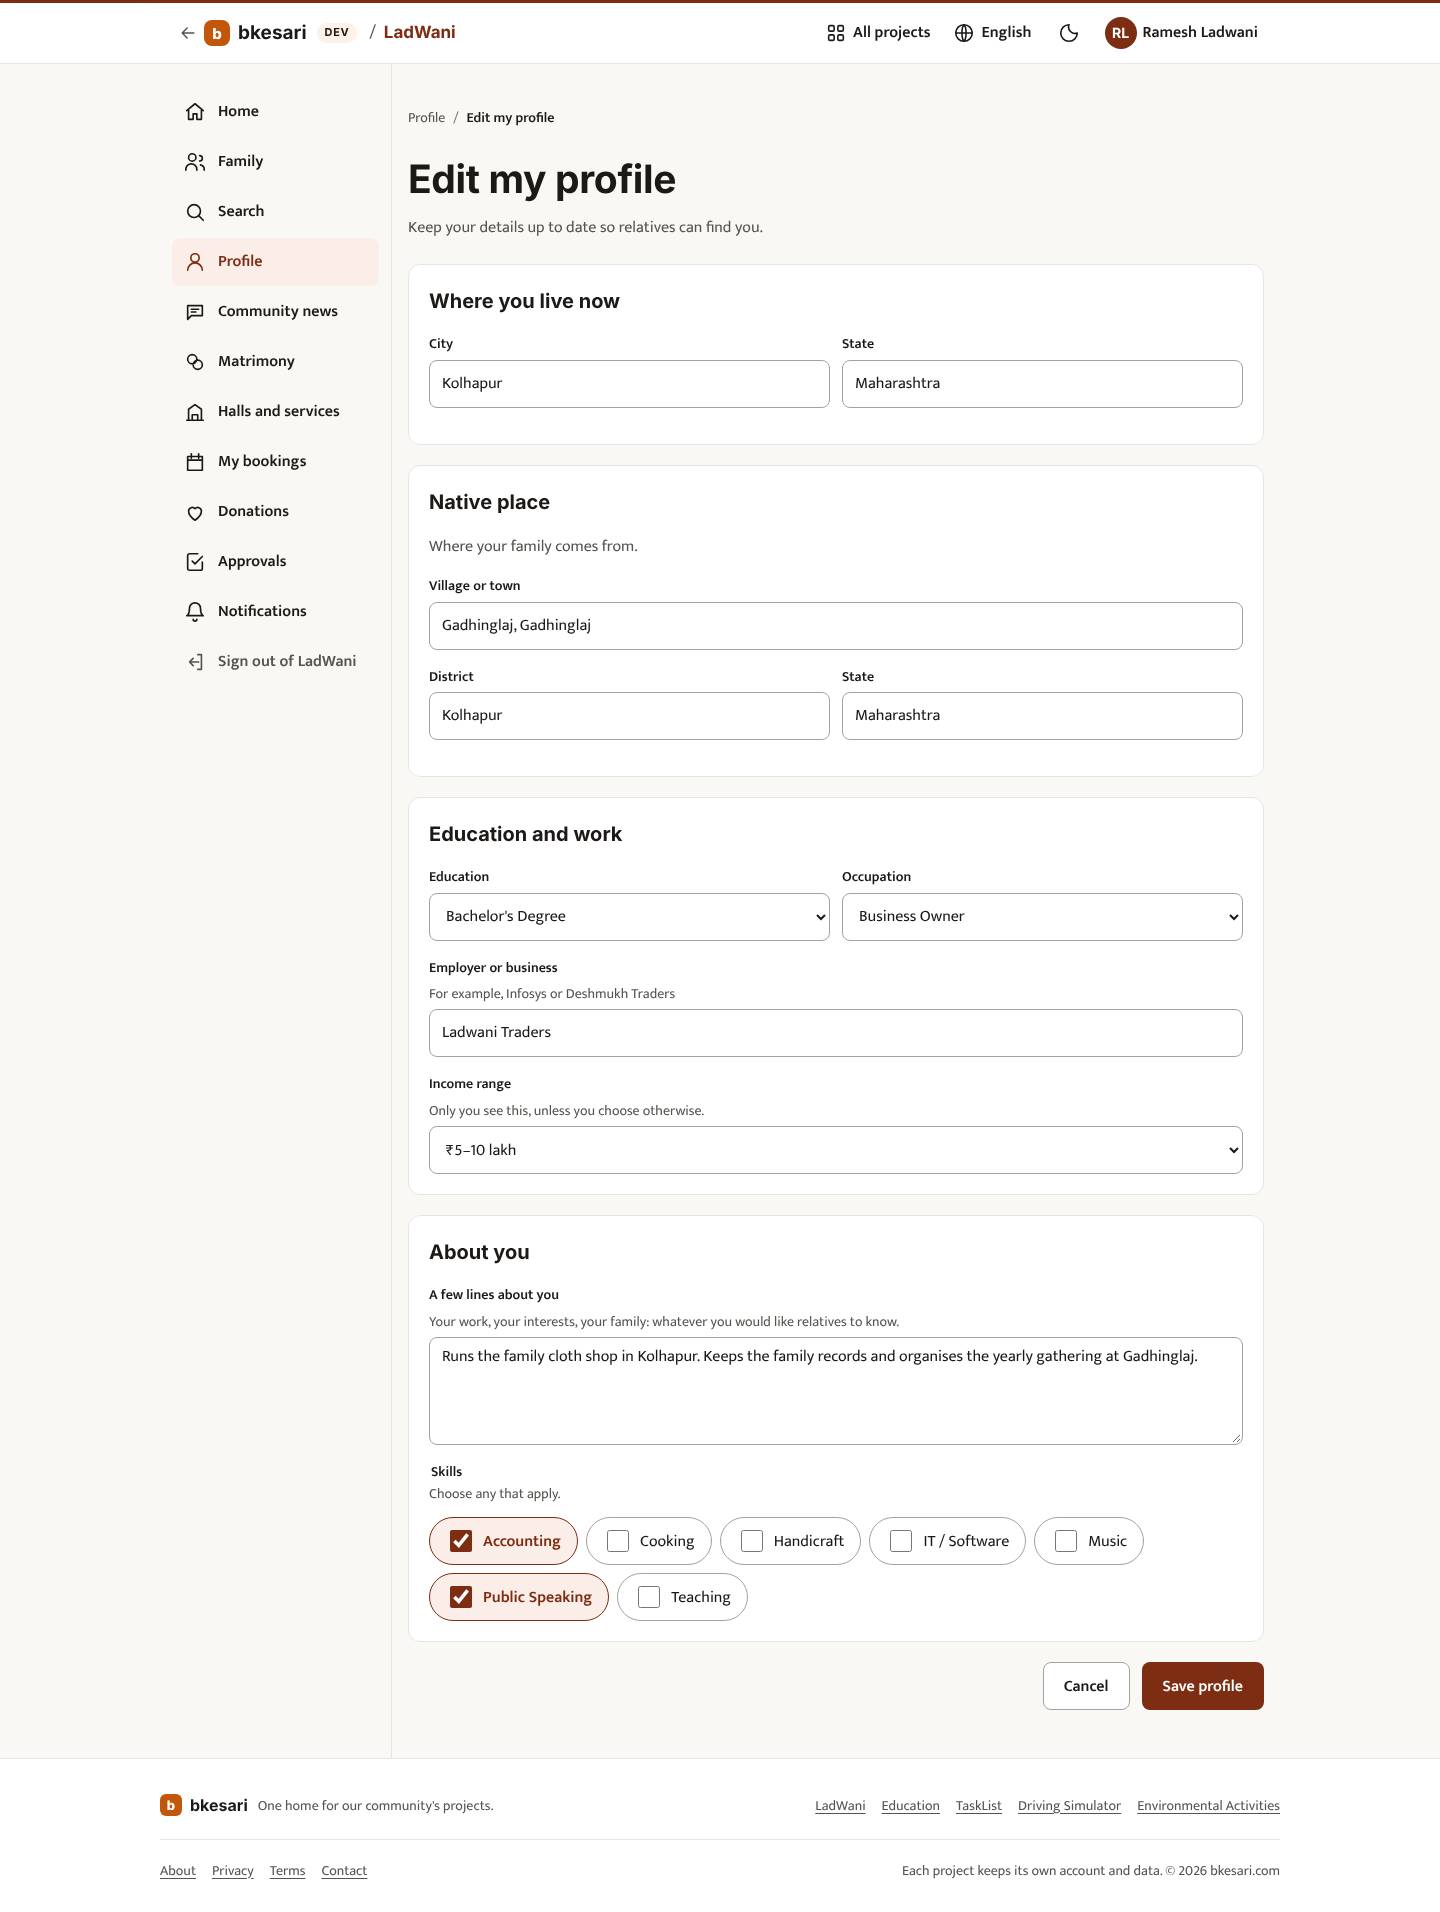 b bkesari DEV / LadWani
All projects English RL Ramesh Ladwani
Home
Family
Search
Profile
Community news
Matrimony
Halls and services
My bookings
Donations
Approvals
Notifications
Sign out of LadWani
Profile / Edit my profile
Edit my profile
Keep your details up to date so relatives can find you.
Where you live now
City State
Kolhapur Maharashtra
Native place
Where your family comes from.
Village or town
Gadhinglaj, Gadhinglaj
District State
Kolhapur Maharashtra
Education and work
Education Occupation
Bachelor's Degree Business Owner
Employer or business
For example, Infosys or Deshmukh Traders
Ladwani Traders
Income range
Only you see this, unless you choose otherwise.
₹5–10 lakh
About you
A few lines about you
Your work, your interests, your family: whatever you would like relatives to know.
Runs the family cloth shop in Kolhapur. Keeps the family records and organises the yearly gathering at Gadhinglaj.
Skills
Choose any that apply.
Accounting Cooking Handicraft IT / Software Music
Public Speaking Teaching
Cancel Save profile
b bkesari One home for our community's projects.
LadWani Education TaskList Driving Simulator Environmental Activities
About Privacy Terms Contact
Each project keeps its own account and data. © 2026 bkesari.com